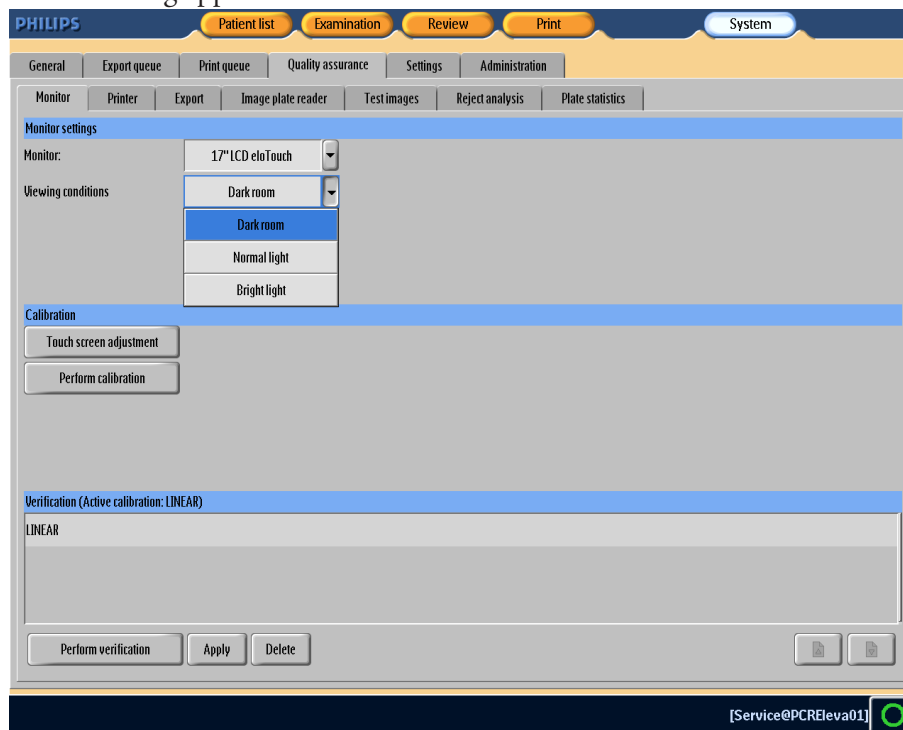 PHILIPS Patient list Examination Review Print System
General Export queue Print queue Quality assurance Settings Administration
Monitor Printer Export Image plate reader Test images Reject analysis Plate statistics
Monitor settings
Monitor: 17" LCD eloTouch
Viewing conditions Dark room
Dark room
Normal light
Bright light
Calibration
Touch screen adjustment
Perform calibration
Verification (Active calibration: LINEAR)
LINEAR
Perform verification Apply Delete
[Service@PCREleva01]